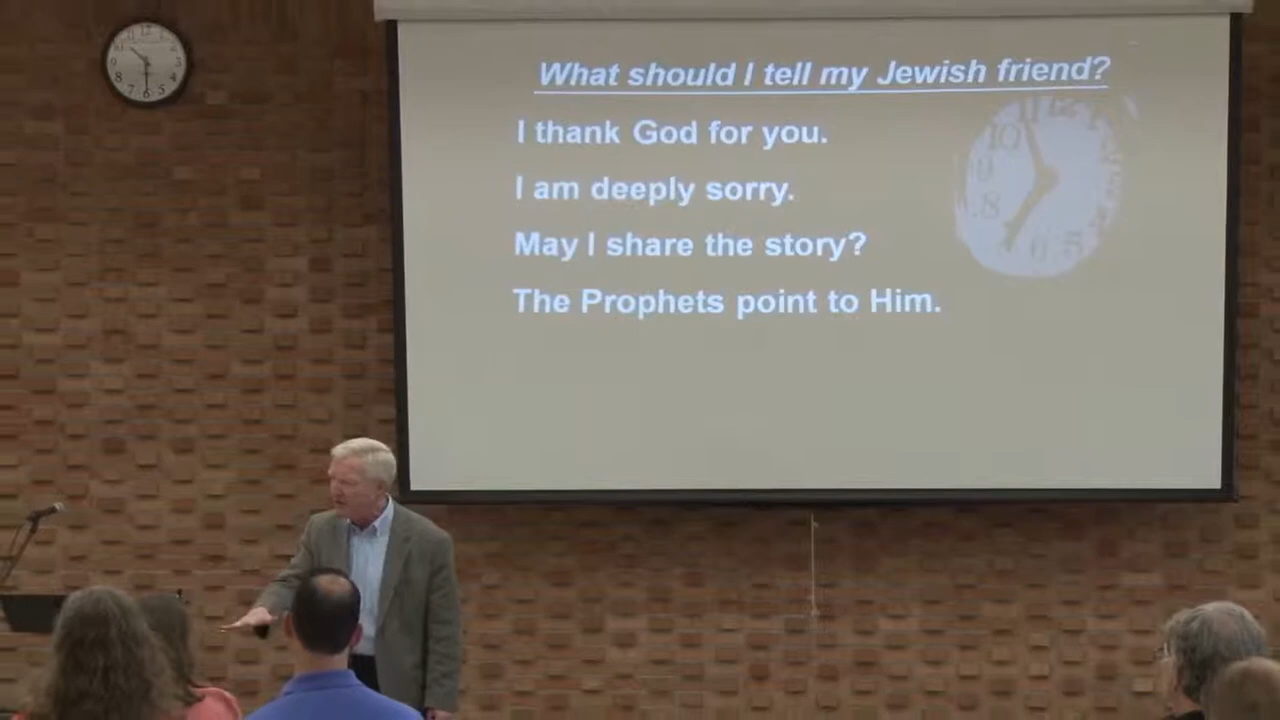 What should I tell my Jewish friend?
I thank God for you.
I am deeply sorry.
May I share the story?
The Prophets point to Him.